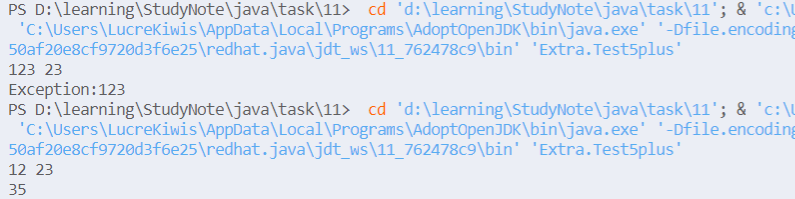 PS D:\learning\StudyNote\java\task\11>  cd 'd:\learning\StudyNote\java\task\11'; & 'c:\U
 'C:\Users\LucreKiwis\AppData\Local\Programs\AdoptOpenJDK\bin\java.exe' '-Dfile.encoding
50af20e8cf9720d3f6e25\redhat.java\jdt_ws\11_762478c9\bin' 'Extra.Test5plus'
123 23
Exception:123
PS D:\learning\StudyNote\java\task\11>  cd 'd:\learning\StudyNote\java\task\11'; & 'c:\U
 'C:\Users\LucreKiwis\AppData\Local\Programs\AdoptOpenJDK\bin\java.exe' '-Dfile.encoding
50af20e8cf9720d3f6e25\redhat.java\jdt_ws\11_762478c9\bin' 'Extra.Test5plus'
12 23
35